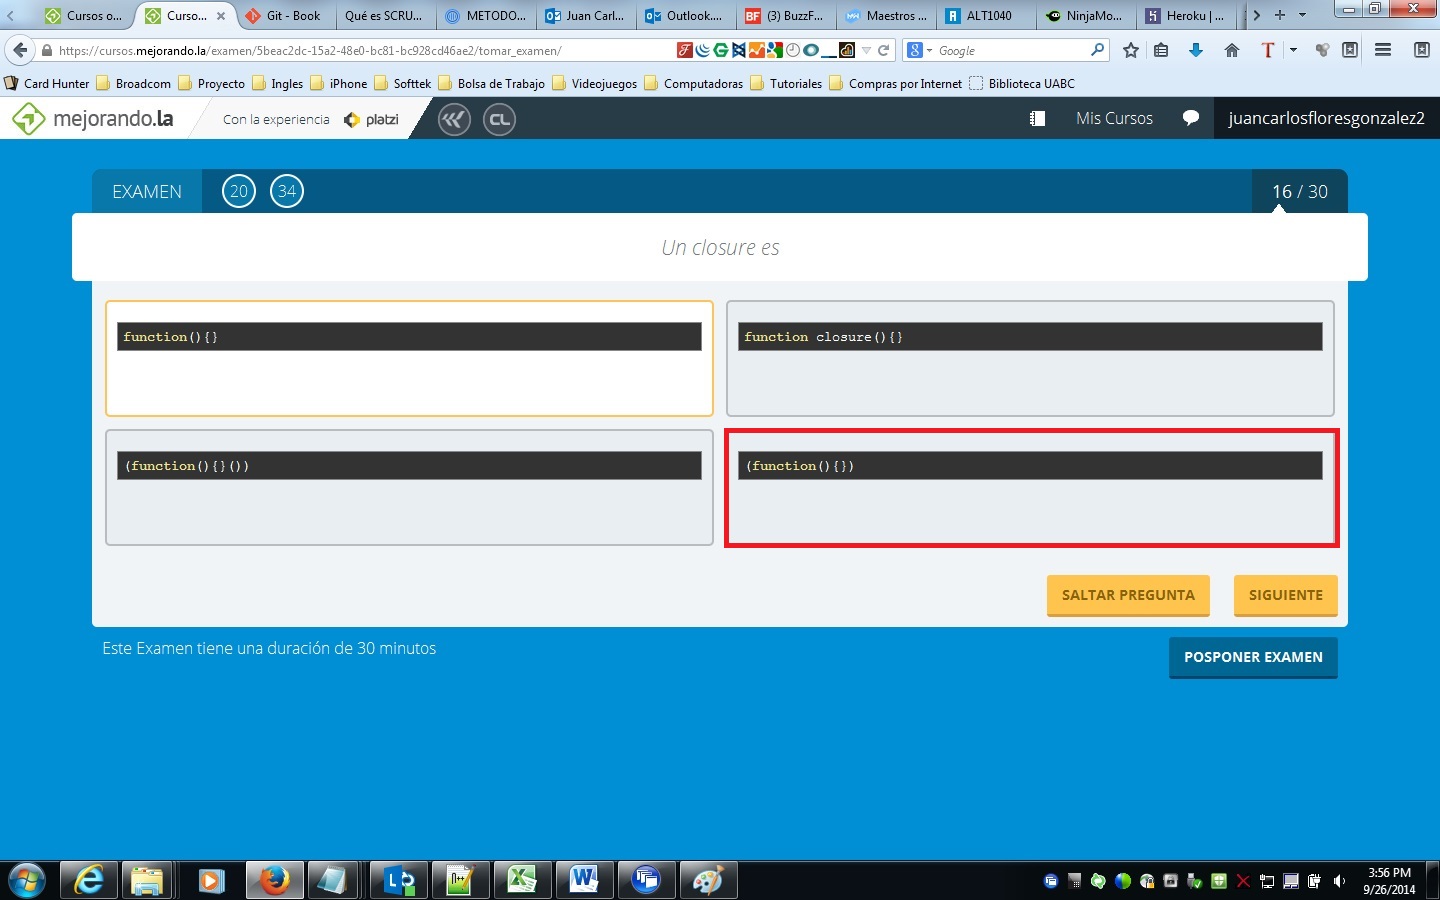 Cursos o...
Curso...
Git - Book
Qué es SCRU...
METODO...
Juan Carl...
Outlook....
(3) BuzzF...
Maestros ...
ALT1040
NinjaMo...
Heroku | ...
https://cursos.mejorando.la/examen/5beac2dc-15a2-48e0-bc81-bc928cd46ae2/tomar_examen/
Google
Card Hunter
Broadcom
Proyecto
Ingles
iPhone
Softtek
Bolsa de Trabajo
Videojuegos
Computadoras
Tutoriales
Compras por Internet
Biblioteca UABC
mejorando.la
Con la experiencia
platzi
CL
Mis Cursos
juancarlosfloresgonzalez2
EXAMEN
20
34
16 / 30
Un closure es
function(){}
function closure(){}
(function(){}())
(function(){})
SALTAR PREGUNTA
SIGUIENTE
Este Examen tiene una duración de 30 minutos
POSPONER EXAMEN
3:56 PM
9/26/2014